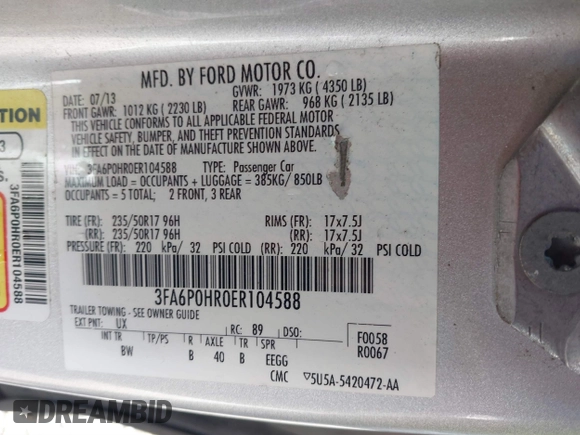 MFD. BY FORD MOTOR CO.
DATE: 07/13 GVWR: 1973 KG ( 4350 LB)
FRONT GAWR: 1012 KG ( 2230 LB) REAR GAWR: 968 KG ( 2135 LB)
THIS VEHICLE CONFORMS TO ALL APPLICABLE FEDERAL MOTOR
VEHICLE SAFETY, BUMPER, AND THEFT PREVENTION STANDARDS
IN EFFECT ON THE DATE OF MANUFACTURE SHOWN ABOVE.
VIN: 3FA6P0HR0ER104588 TYPE: Passenger Car
MAXIMUM LOAD = OCCUPANTS + LUGGAGE = 385KG/ 850LB
OCCUPANTS = 5 TOTAL; 2 FRONT, 3 REAR
TIRE (FR): 235/50R17 96H RIMS (FR): 17x7.5J
(RR): 235/50R17 96H (RR): 17x7.5J
PRESSURE (FR): 220 kPa/ 32 PSI COLD (RR): 220 kPa/ 32 PSI COLD
3FA6P0HR0ER104588
TRAILER TOWING - SEE OWNER GUIDE
EXT PNT: UX RC: 89 DSO: F0058
INT TR TP/PS R AXLE TR SPR R0067
BW B 40 B EEGG
CMC ▽5U5A-5420472-AA
TION
3
S.
3FA6P0HR0ER104588
DREAMBID